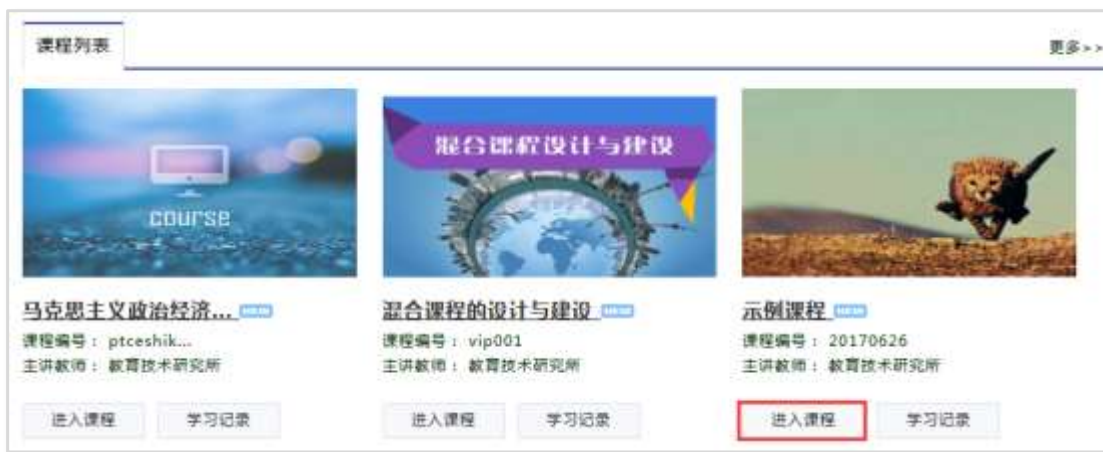 课程列表
更多>>
course
混合课程设计与建设
马克思主义政治经济... NEW
混合课程的设计与建设 NEW
示例课程 NEW
课程编号： ptceshik...
课程编号： vip001
课程编号： 20170626
主讲教师： 教育技术研究所
主讲教师： 教育技术研究所
主讲教师： 教育技术研究所
进入课程 学习记录
进入课程 学习记录
进入课程 学习记录